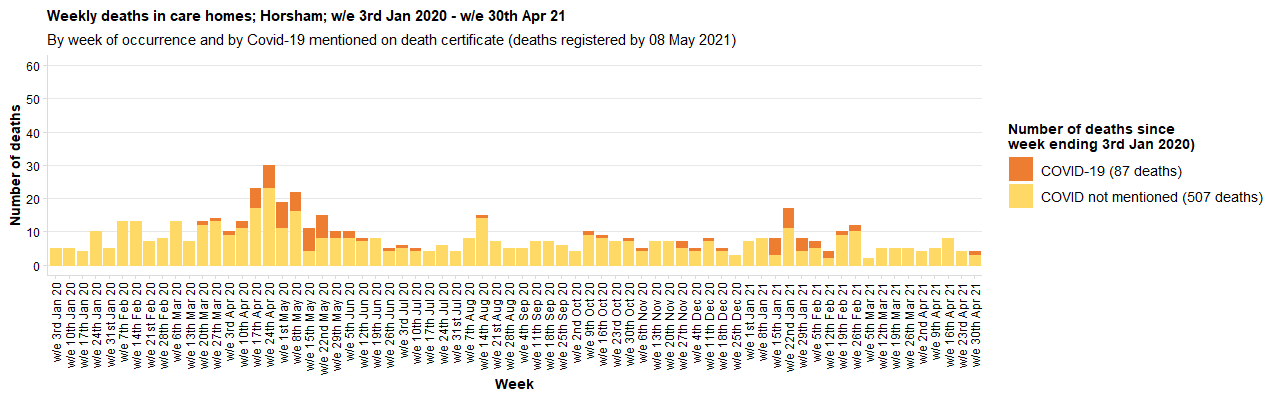 Weekly deaths in care homes; Horsham; w/e 3rd Jan 2020 - w/e 30th Apr 21
By week of occurrence and by Covid-19 mentioned on death certificate (deaths registered by 08 May 2021)
Number of deaths
60
50
40
30
20
10
0
w/e 3rd Jan 20
w/e 10th Jan 20
w/e 17th Jan 20
w/e 24th Jan 20
w/e 31st Jan 20
w/e 7th Feb 20
w/e 14th Feb 20
w/e 21st Feb 20
w/e 28th Feb 20
w/e 6th Mar 20
w/e 13th Mar 20
w/e 20th Mar 20
w/e 27th Mar 20
w/e 3rd Apr 20
w/e 10th Apr 20
w/e 17th Apr 20
w/e 24th Apr 20
w/e 1st May 20
w/e 8th May 20
w/e 15th May 20
w/e 22nd May 20
w/e 29th May 20
w/e 5th Jun 20
w/e 12th Jun 20
w/e 19th Jun 20
w/e 26th Jun 20
w/e 3rd Jul 20
w/e 10th Jul 20
w/e 17th Jul 20
w/e 24th Jul 20
w/e 31st Jul 20
w/e 7th Aug 20
w/e 14th Aug 20
w/e 21st Aug 20
w/e 28th Aug 20
w/e 4th Sep 20
w/e 11th Sep 20
w/e 18th Sep 20
w/e 25th Sep 20
w/e 2nd Oct 20
w/e 9th Oct 20
w/e 16th Oct 20
w/e 23rd Oct 20
w/e 30th Oct 20
w/e 6th Nov 20
w/e 13th Nov 20
w/e 20th Nov 20
w/e 27th Nov 20
w/e 4th Dec 20
w/e 11th Dec 20
w/e 18th Dec 20
w/e 25th Dec 20
w/e 1st Jan 21
w/e 8th Jan 21
w/e 15th Jan 21
w/e 22nd Jan 21
w/e 29th Jan 21
w/e 5th Feb 21
w/e 12th Feb 21
w/e 19th Feb 21
w/e 26th Feb 21
w/e 5th Mar 21
w/e 12th Mar 21
w/e 19th Mar 21
w/e 26th Mar 21
w/e 2nd Apr 21
w/e 9th Apr 21
w/e 16th Apr 21
w/e 23rd Apr 21
w/e 30th Apr 21
Week
Number of deaths since
week ending 3rd Jan 2020)
COVID-19 (87 deaths)
COVID not mentioned (507 deaths)